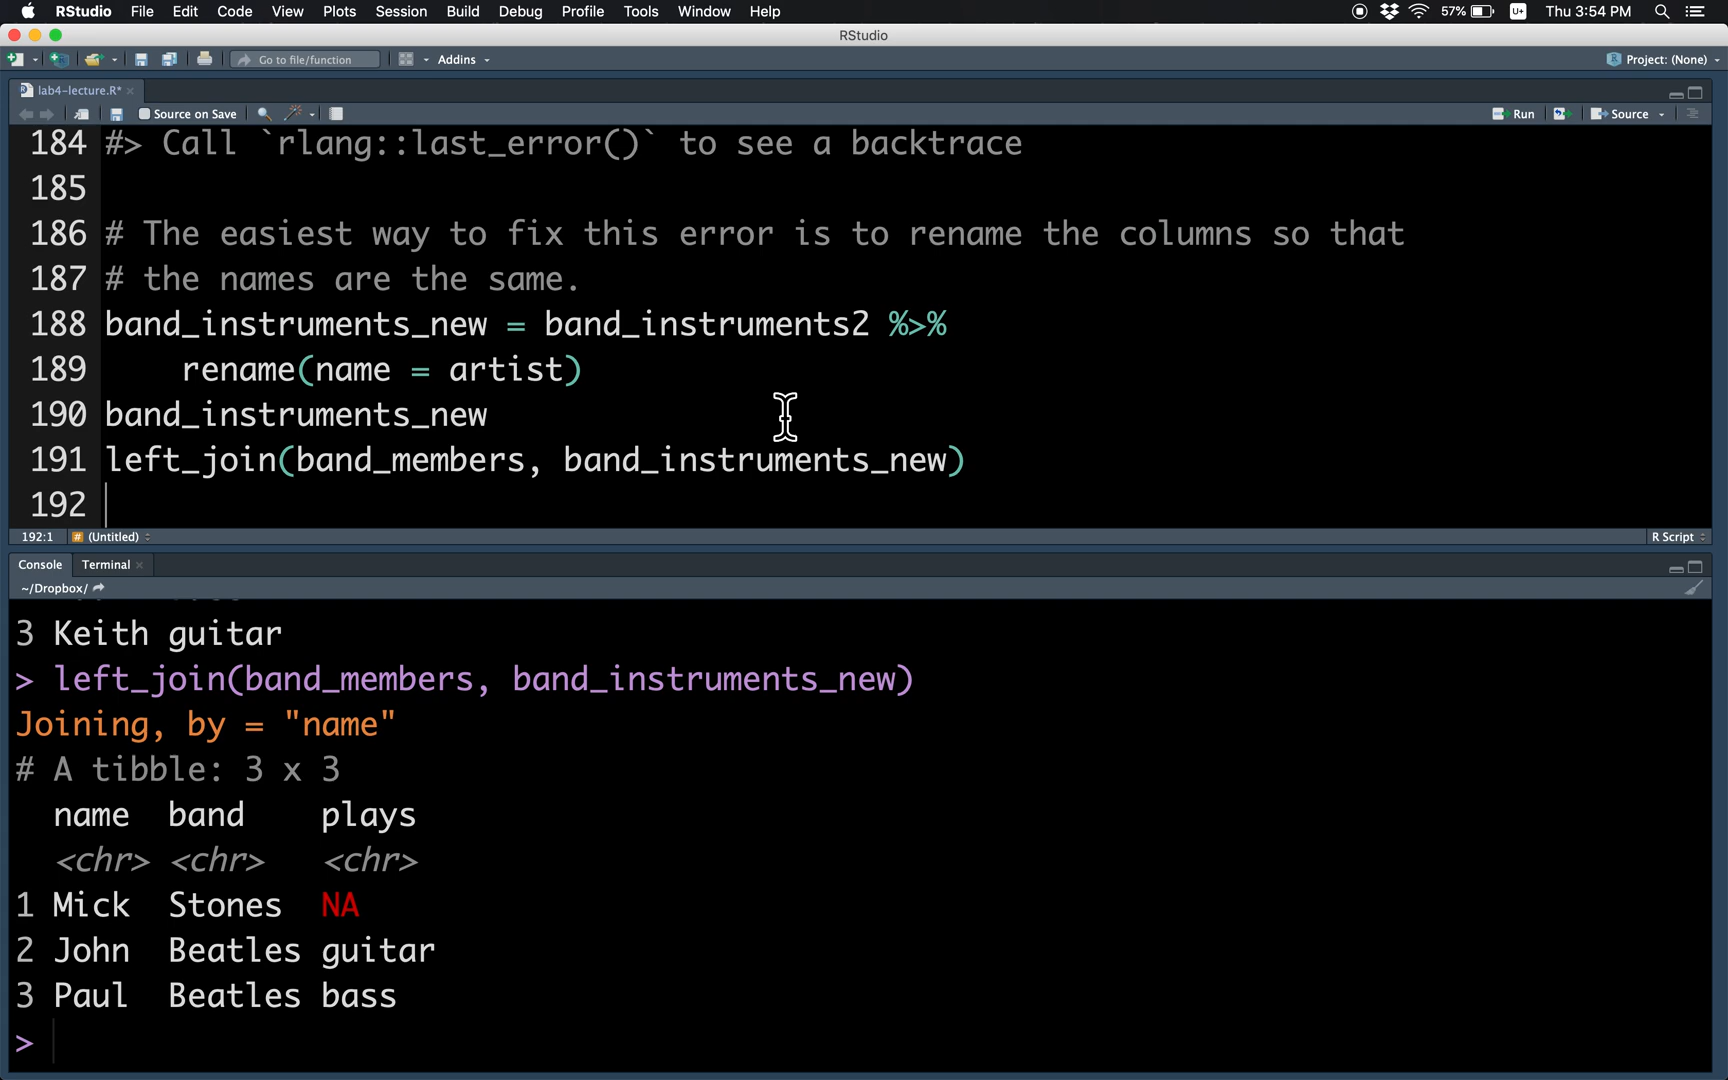 RStudio File Edit Code View Plots Session Build Debug Profile Tools Window Help 57% U+ Thu 3:54 PM
RStudio
Go to file/function Addins Project: (None)
lab4-lecture.R*
Source on Save Run Source
184 #> Call `rlang::last_error()` to see a backtrace
185
186 # The easiest way to fix this error is to rename the columns so that
187 # the names are the same.
188 band_instruments_new = band_instruments2 %>%
189     rename(name = artist)
190 band_instruments_new
191 left_join(band_members, band_instruments_new)
192
192:1 # (Untitled) R Script
Console Terminal
~/Dropbox/
3 Keith guitar
> left_join(band_members, band_instruments_new)
Joining, by = "name"
# A tibble: 3 x 3
  name  band    plays
  <chr> <chr>   <chr>
1 Mick  Stones  NA
2 John  Beatles guitar
3 Paul  Beatles bass
>